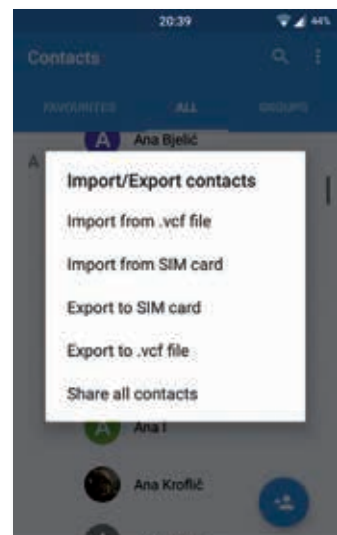 20:39
44%
Contacts
FAVOURITES ALL GROUPS
A Ana Bjelić
A
Import/Export contacts
Import from .vcf file
Import from SIM card
Export to SIM card
Export to .vcf file
Share all contacts
A Ana I
Ana Kroflič